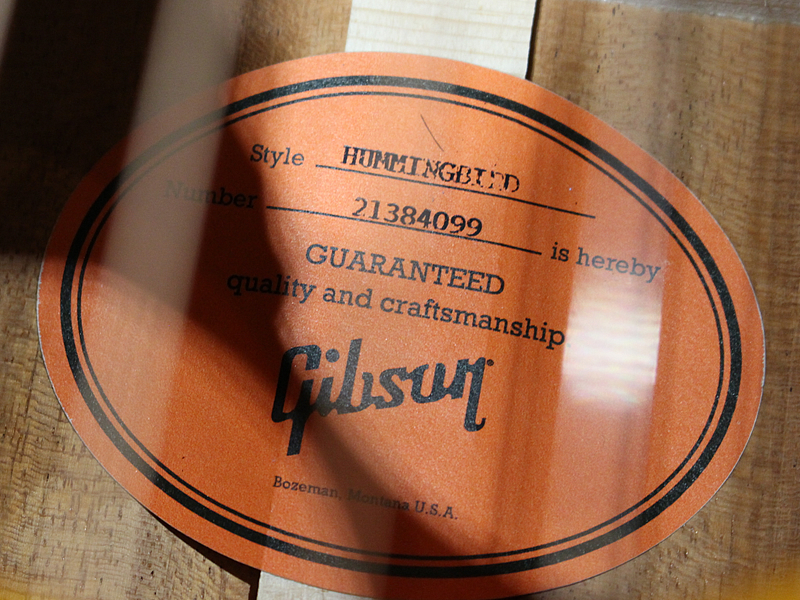 Style HUMMINGBIRD
Number 21384099 is hereby
GUARANTEED
quality and craftsmanship
Gibson
Bozeman, Montana U.S.A.